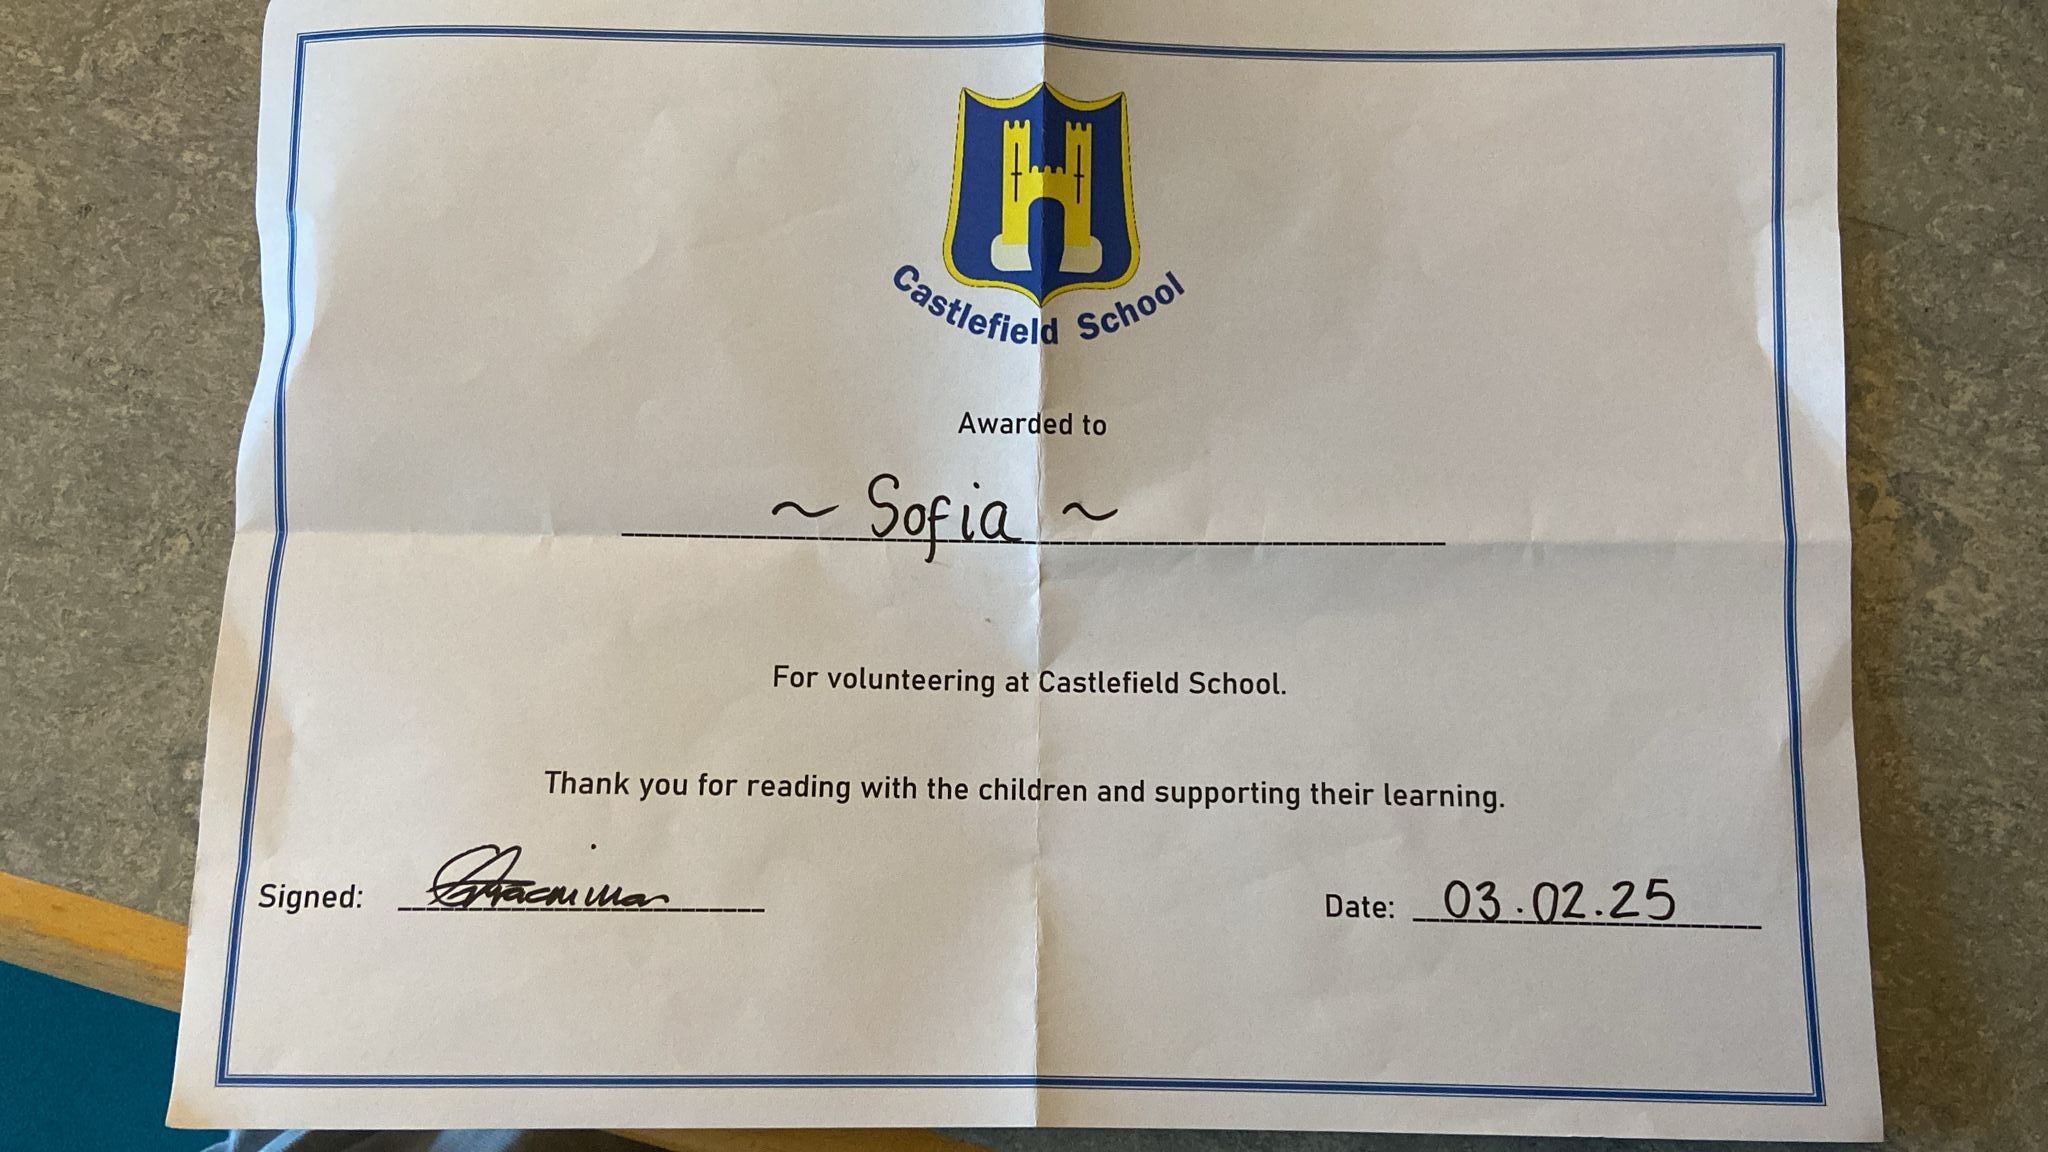 Castlefield School
Awarded to
~ Sofia ~
For volunteering at Castlefield School.
Thank you for reading with the children and supporting their learning.
Signed:
Date: 03.02.25